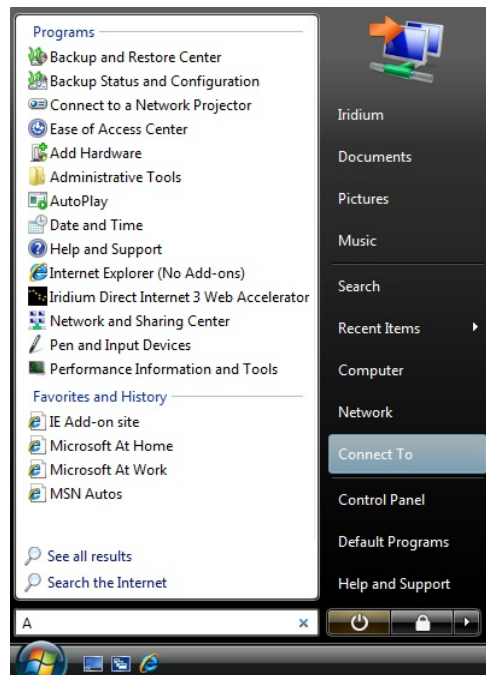 Programs
Backup and Restore Center
Backup Status and Configuration
Connect to a Network Projector
Ease of Access Center
Add Hardware
Administrative Tools
AutoPlay
Date and Time
Help and Support
Internet Explorer (No Add-ons)
Iridium Direct Internet 3 Web Accelerator
Network and Sharing Center
Pen and Input Devices
Performance Information and Tools
Favorites and History
IE Add-on site
Microsoft At Home
Microsoft At Work
MSN Autos
See all results
Search the Internet
A
Iridium
Documents
Pictures
Music
Search
Recent Items
Computer
Network
Connect To
Control Panel
Default Programs
Help and Support